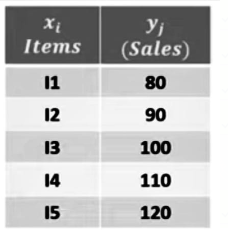 xᵢ yⱼ
Items (Sales)
I1 80
I2 90
I3 100
I4 110
I5 120